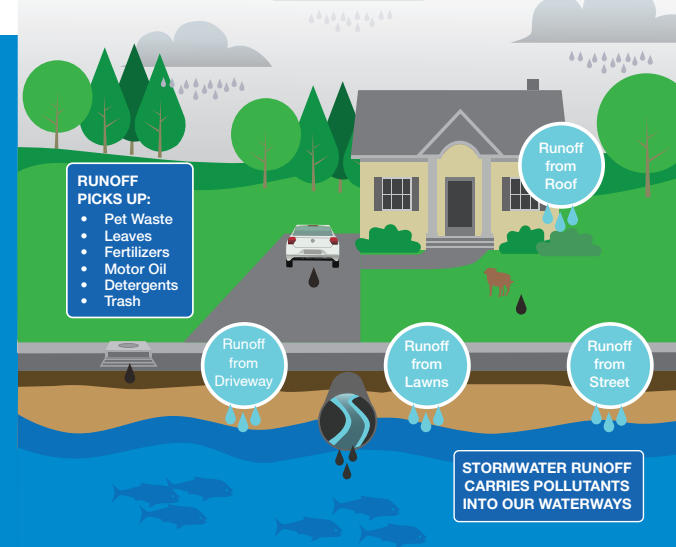 Runoff
from
Roof
RUNOFF
PICKS UP:
• Pet Waste
• Leaves
• Fertilizers
• Motor Oil
• Detergents
• Trash
Runoff
from
Driveway
Runoff
from
Lawns
Runoff
from
Street
STORMWATER RUNOFF
CARRIES POLLUTANTS
INTO OUR WATERWAYS